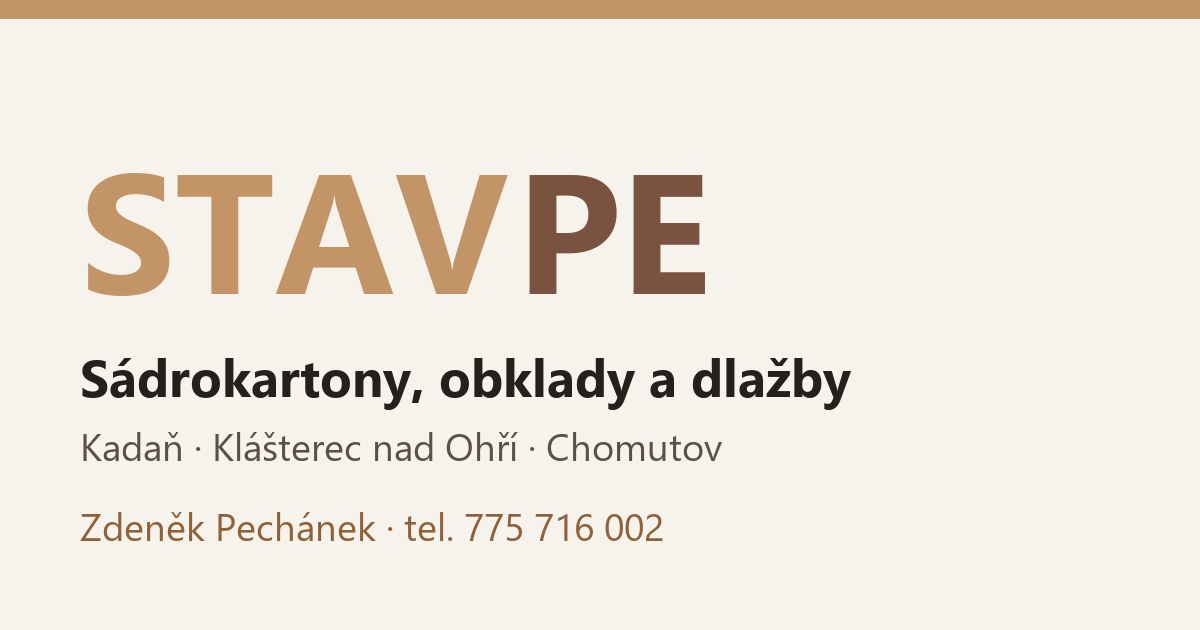 STAVPE
Sádrokartony, obklady a dlažby
Kadaň · Klášterec nad Ohří · Chomutov
Zdeněk Pechánek · tel. 775 716 002